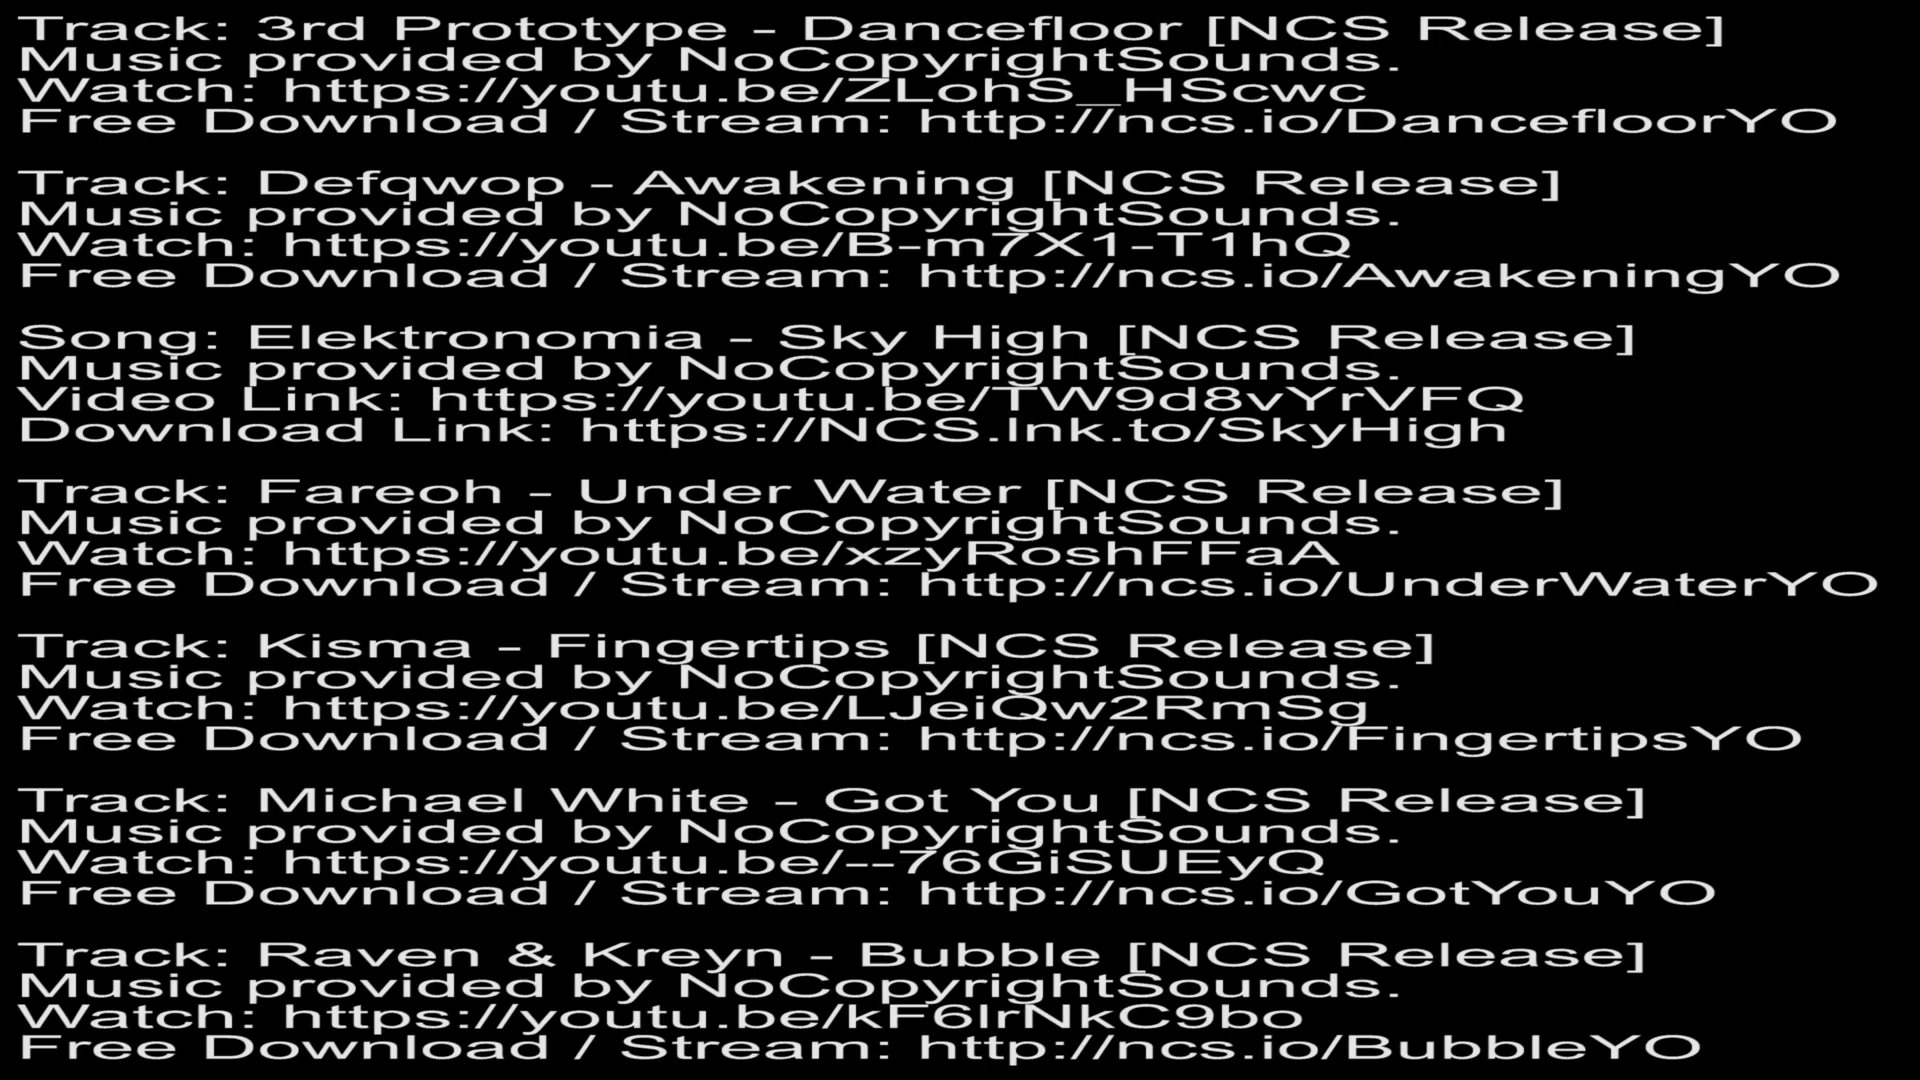 Track: 3rd Prototype - Dancefloor [NCS Release]
Music provided by NoCopyrightSounds.
Watch: https://youtu.be/ZLohS_HScwc
Free Download / Stream: http://ncs.io/DancefloorYO
Track: Defqwop - Awakening [NCS Release]
Music provided by NoCopyrightSounds.
Watch: https://youtu.be/B-m7X1-T1hQ
Free Download / Stream: http://ncs.io/AwakeningYO
Song: Elektronomia - Sky High [NCS Release]
Music provided by NoCopyrightSounds.
Video Link: https://youtu.be/TW9d8vYrVFQ
Download Link: https://NCS.lnk.to/SkyHigh
Track: Fareoh - Under Water [NCS Release]
Music provided by NoCopyrightSounds.
Watch: https://youtu.be/xzyRoshFFaA
Free Download / Stream: http://ncs.io/UnderWaterYO
Track: Kisma - Fingertips [NCS Release]
Music provided by NoCopyrightSounds.
Watch: https://youtu.be/LJeiQw2RmSg
Free Download / Stream: http://ncs.io/FingertipsYO
Track: Michael White - Got You [NCS Release]
Music provided by NoCopyrightSounds.
Watch: https://youtu.be/--76GiSUEyQ
Free Download / Stream: http://ncs.io/GotYouYO
Track: Raven & Kreyn - Bubble [NCS Release]
Music provided by NoCopyrightSounds.
Watch: https://youtu.be/kF6lrNkC9bo
Free Download / Stream: http://ncs.io/BubbleYO